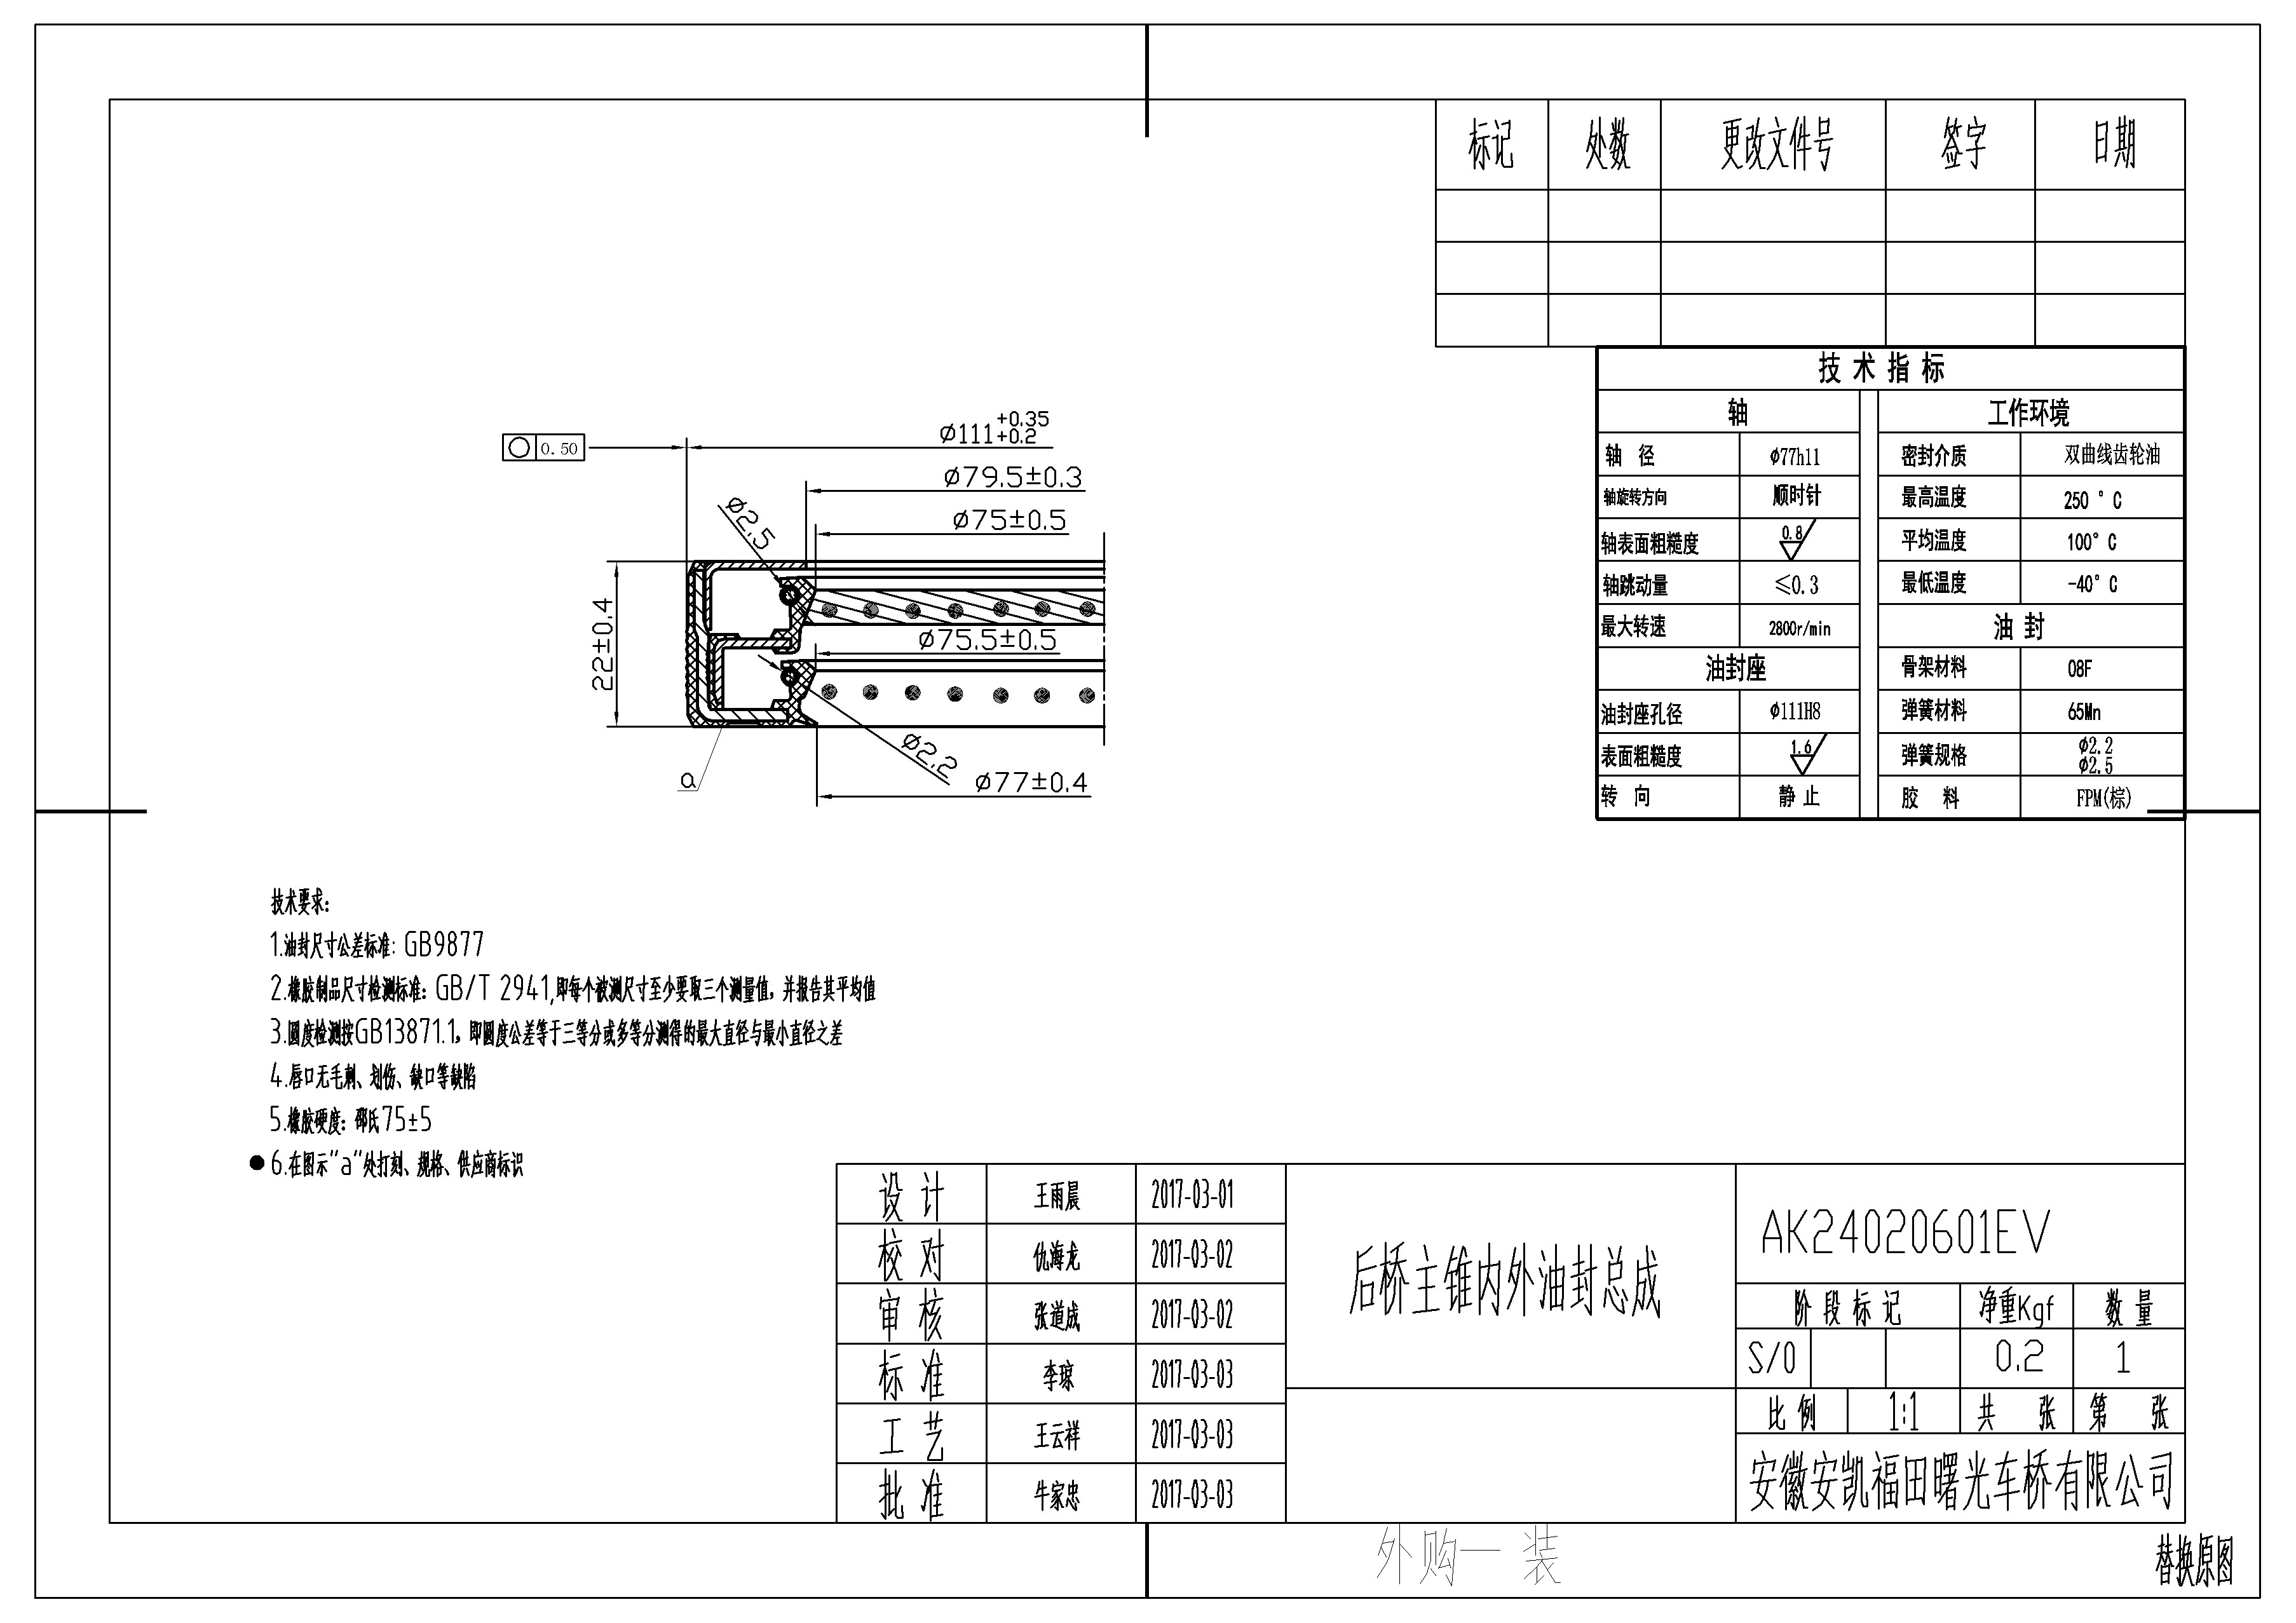 标记 处数 更改文件号 签字 日期
技术指标
轴 工作环境
轴 径 ϕ77h11 密封介质 双曲线齿轮油
轴旋转方向 顺时针 最高温度 250 °C
轴表面粗糙度 0.8 平均温度 100°C
轴跳动量 ≤0.3 最低温度 -40°C
最大转速 2800r/min 油封
油封座 骨架材料 08F
油封座孔径 ϕ111H8 弹簧材料 65Mn
表面粗糙度 1.6 弹簧规格 ϕ2.2
ϕ2.5
转 向 静止 胶 料 FPM(棕)
○ 0.50
ϕ111 +0.35
+0.2
ϕ79.5±0.3
ϕ2.5
ϕ75±0.5
22±0.4
ϕ75.5±0.5
ϕ2.2
a
ϕ77±0.4
技术要求:
1.油封尺寸公差标准: GB9877
2.橡胶制品尺寸检测标准: GB/T 2941,即每个被测尺寸至少要取三个测量值, 并报告其平均值
3.圆度检测按GB13871.1, 即圆度公差等于三等分或多等分测得的最大直径与最小直径之差
4.唇口无毛刺、划伤、缺口等缺陷
5.橡胶硬度: 邵氏75±5
●6.在图示"a"处打刻、规格、供应商标识
设计 王雨晨 2017-03-01
校对 仇海龙 2017-03-02
审核 张道成 2017-03-02
标准 李琼 2017-03-03
工艺 王云祥 2017-03-03
批准 牛家忠 2017-03-03
后桥主锥内外油封总成
AK24020601EV
阶段标记 净重Kgf 数量
S/0 0.2 1
比例 1:1 共 张 第 张
安徽安凯福田曙光车桥有限公司
外购一 装
替换原图